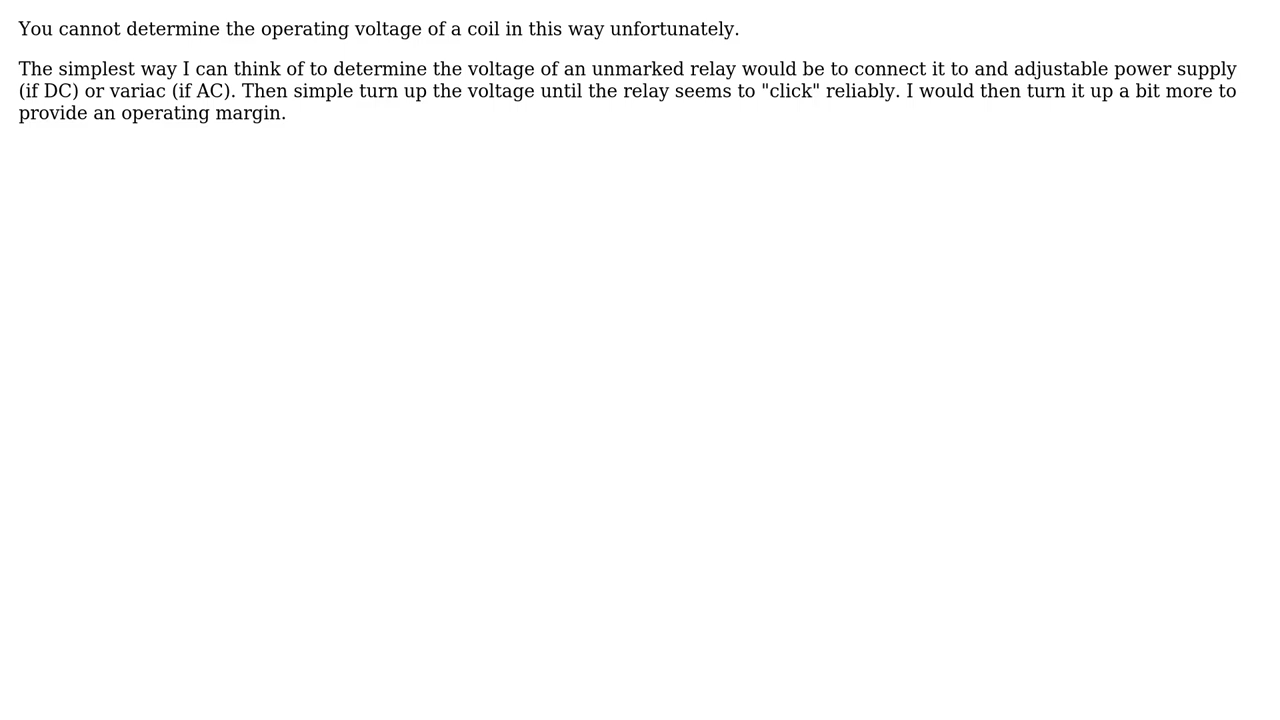 You cannot determine the operating voltage of a coil in this way unfortunately.
The simplest way I can think of to determine the voltage of an unmarked relay would be to connect it to and adjustable power supply
(if DC) or variac (if AC). Then simple turn up the voltage until the relay seems to "click" reliably. I would then turn it up a bit more to
provide an operating margin.